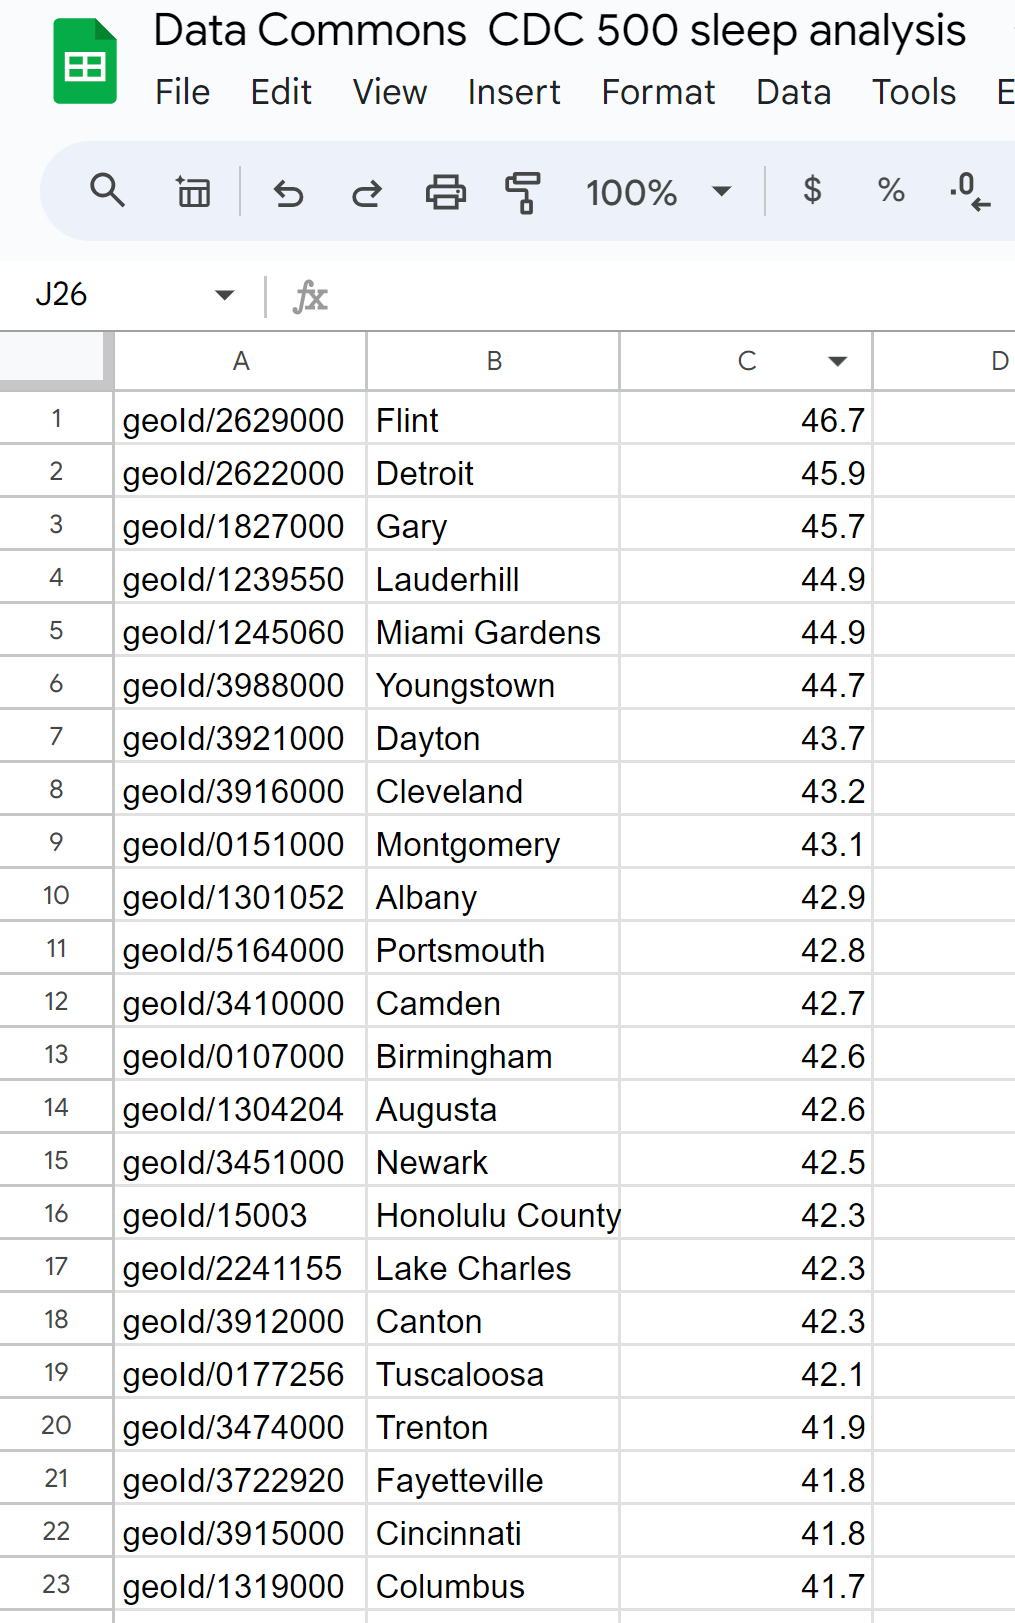 Data Commons  CDC 500 sleep analysis
File Edit View Insert Format Data Tools E
100% $ % .0
J26 fx
A B C D
1 geoId/2629000 Flint 46.7
2 geoId/2622000 Detroit 45.9
3 geoId/1827000 Gary 45.7
4 geoId/1239550 Lauderhill 44.9
5 geoId/1245060 Miami Gardens 44.9
6 geoId/3988000 Youngstown 44.7
7 geoId/3921000 Dayton 43.7
8 geoId/3916000 Cleveland 43.2
9 geoId/0151000 Montgomery 43.1
10 geoId/1301052 Albany 42.9
11 geoId/5164000 Portsmouth 42.8
12 geoId/3410000 Camden 42.7
13 geoId/0107000 Birmingham 42.6
14 geoId/1304204 Augusta 42.6
15 geoId/3451000 Newark 42.5
16 geoId/15003 Honolulu County 42.3
17 geoId/2241155 Lake Charles 42.3
18 geoId/3912000 Canton 42.3
19 geoId/0177256 Tuscaloosa 42.1
20 geoId/3474000 Trenton 41.9
21 geoId/3722920 Fayetteville 41.8
22 geoId/3915000 Cincinnati 41.8
23 geoId/1319000 Columbus 41.7